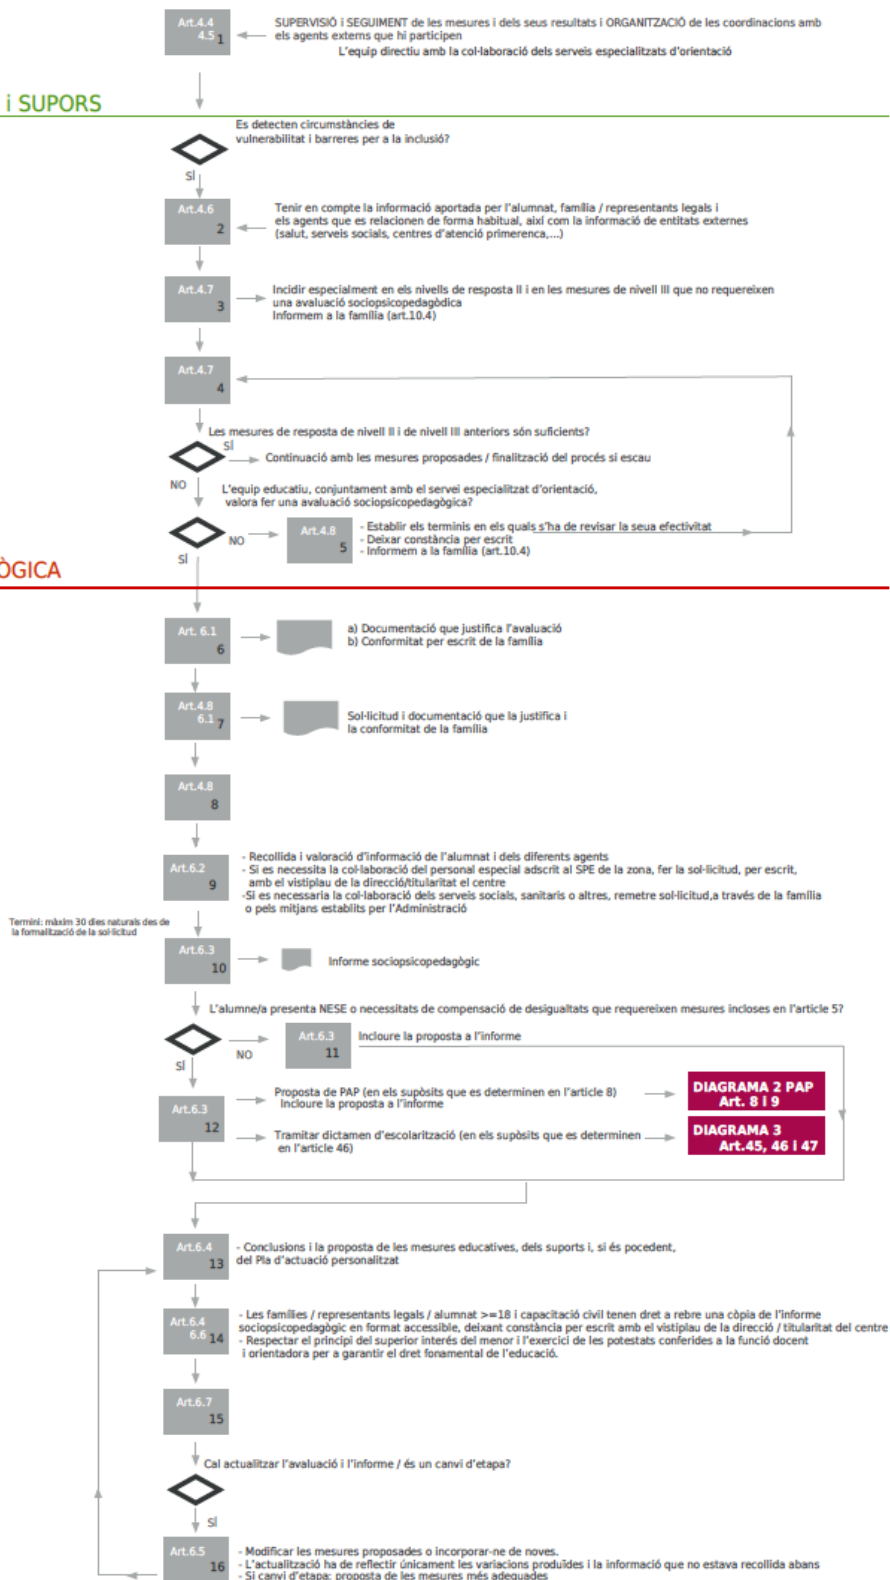 Art.4.4
4.5 1
SUPERVISIÓ i SEGUIMENT de les mesures i dels seus resultats i ORGANITZACIÓ de les coordinacions amb
els agents externs que hi participen
L'equip directiu amb la col·laboració dels serveis especialitzats d'orientació
i SUPORS
Es detecten circumstàncies de
vulnerabilitat i barreres per a la inclusió?
SÍ
Art.4.6
2
Tenir en compte la informació aportada per l'alumnat, família / representants legals i
els agents que es relacionen de forma habitual, així com la informació de entitats externes
(salut, serveis socials, centres d'atenció primerenca,...)
Art.4.7
3
Incidir especialment en els nivells de resposta II i en les mesures de nivell III que no requereixen
una avaluació sociopsicopedagògica
Informem a la família (art.10.4)
Art.4.7
4
Les mesures de resposta de nivell II i de nivell III anteriors són suficients?
SÍ
Continuació amb les mesures proposades / finalització del procés si escau
NO
L'equip educatiu, conjuntament amb el servei especialitzat d'orientació,
valora fer una avaluació sociopsicopedagògica?
NO
Art.4.8
5
- Establir els terminis en els quals s'ha de revisar la seua efectivitat
- Deixar constància per escrit
- Informem a la família (art.10.4)
SÍ
ÒGICA
Art. 6.1
6
a) Documentació que justifica l'avaluació
b) Conformitat per escrit de la família
Art.4.8
6.1 7
Sol·licitud i documentació que la justifica i
la conformitat de la família
Art.4.8
8
Art.6.2
9
- Recollida i valoració d'informació de l'alumnat i dels diferents agents
- Si es necessita la col·laboració del personal especial adscrit al SPE de la zona, fer la sol·licitud, per escrit,
amb el vistiplau de la direcció/titularitat el centre
-Si es necessaria la col·laboració dels serveis socials, sanitaris o altres, remetre sol·licitud,a través de la família
o pels mitjans establits per l'Administració
Termini: màxim 30 dies naturals des de
la formalització de la sol·licitud
Art.6.3
10
Informe sociopsicopedagògic
L'alumne/a presenta NESE o necessitats de compensació de desigualtats que requereixen mesures incloses en l'article 5?
NO
Art.6.3
11
Incloure la proposta a l'informe
SÍ
Art.6.3
12
Proposta de PAP (en els supòsits que es determinen en l'article 8)
Incloure la proposta a l'informe
DIAGRAMA 2 PAP
Art. 8 i 9
Tramitar dictamen d'escolarització (en els supòsits que es determinen
en l'article 46)
DIAGRAMA 3
Art.45, 46 i 47
Art.6.4
13
- Conclusions i la proposta de les mesures educatives, dels suports i, si és pocedent,
del Pla d'actuació personalitzat
Art.6.4
6.6 14
- Les famílies / representants legals / alumnat >=18 i capacitació civil tenen dret a rebre una còpia de l'informe
sociopsicopedagògic en format accessible, deixant constància per escrit amb el vistiplau de la direcció / titularitat del centre
- Respectar el principi del superior interés del menor i l'exercici de les potestats conferides a la funció docent
i orientadora per a garantir el dret fonamental de l'educació.
Art.6.7
15
Cal actualitzar l'avaluació i l'informe / és un canvi d'etapa?
SÍ
Art.6.5
16
- Modificar les mesures proposades o incorporar-ne de noves.
- L'actualització ha de reflectir únicament les variacions produïdes i la informació que no estava recollida abans
- Si canvi d'etapa: proposta de les mesures més adequades